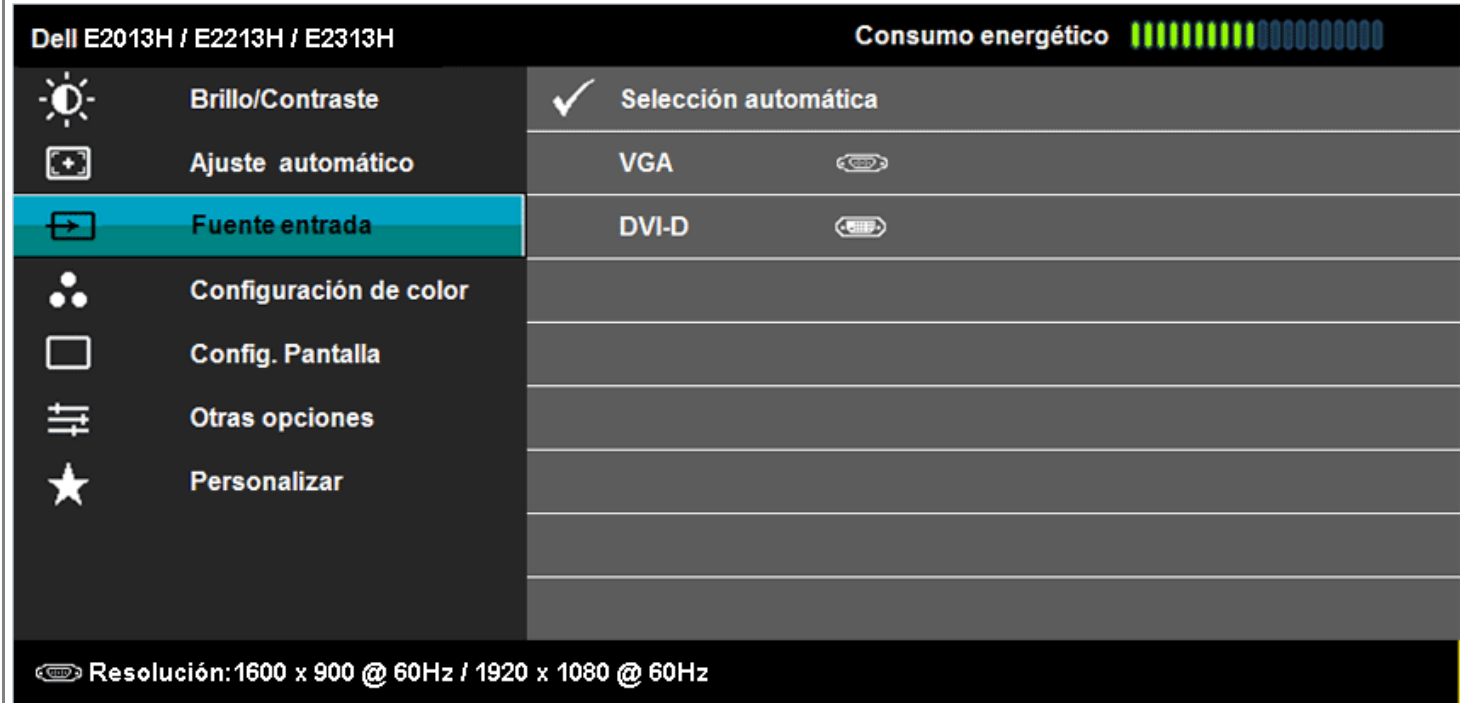 Dell E2013H / E2213H / E2313H
Consumo energético
Brillo/Contraste
Selección automática
Ajuste automático
VGA
Fuente entrada
DVI-D
Configuración de color
Config. Pantalla
Otras opciones
Personalizar
Resolución:1600 x 900 @ 60Hz / 1920 x 1080 @ 60Hz